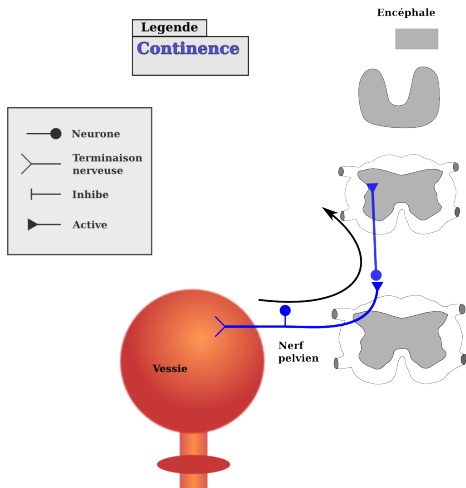 Encéphale
Legende
Continence
Neurone
Terminaison
nerveuse
Inhibe
Active
Nerf
pelvien
Vessie